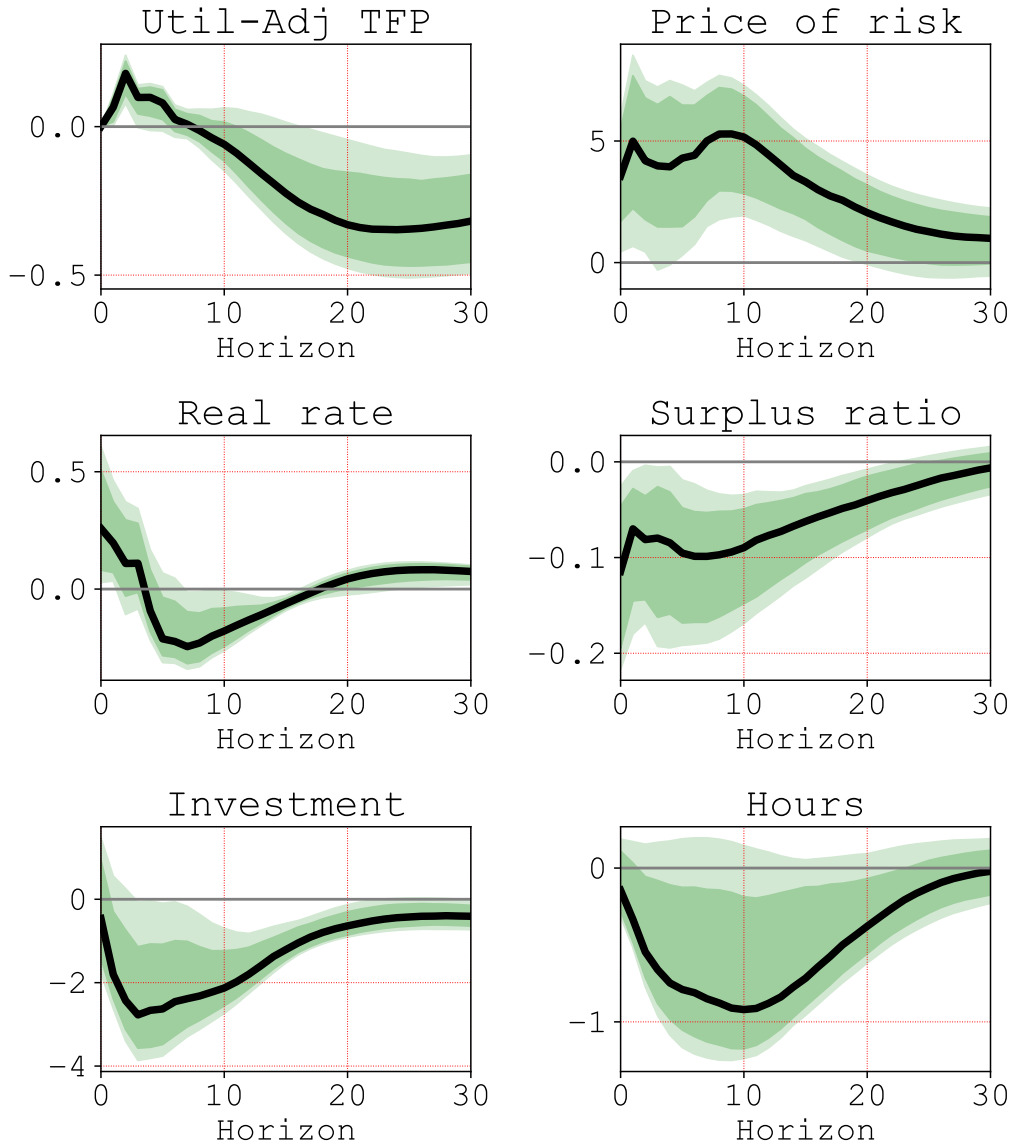 Util-Adj TFP
0.0
−0.5
0 10 20 30
Horizon
Price of risk
5
0
0 10 20 30
Horizon
Real rate
0.5
0.0
0 10 20 30
Horizon
Surplus ratio
0.0
−0.1
−0.2
0 10 20 30
Horizon
Investment
0
−2
−4
0 10 20 30
Horizon
Hours
0
−1
0 10 20 30
Horizon